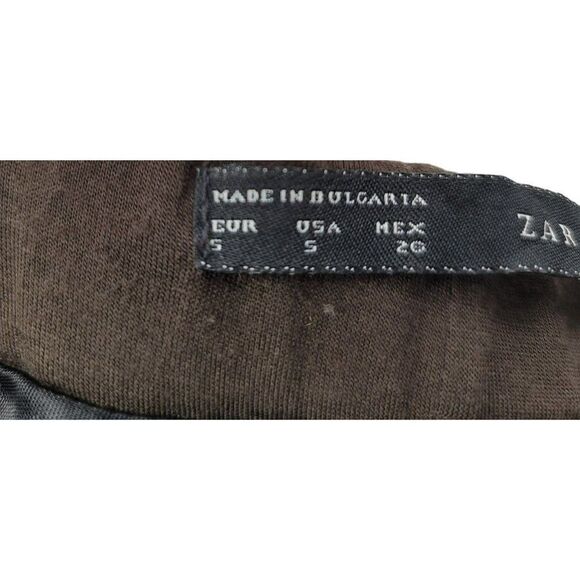 MADE IN BULGARIA
EUR USA MEX
S S 26
ZAR